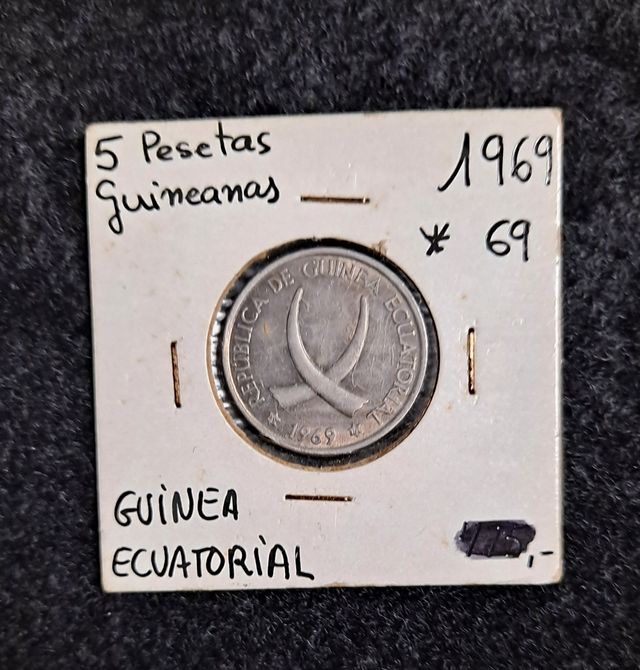 5 Pesetas
Guineanas
1969
* 69
REPUBLICA DE GUINEA ECUATORIAL
* 1969 *
GUINEA
ECUATORIAL
,-